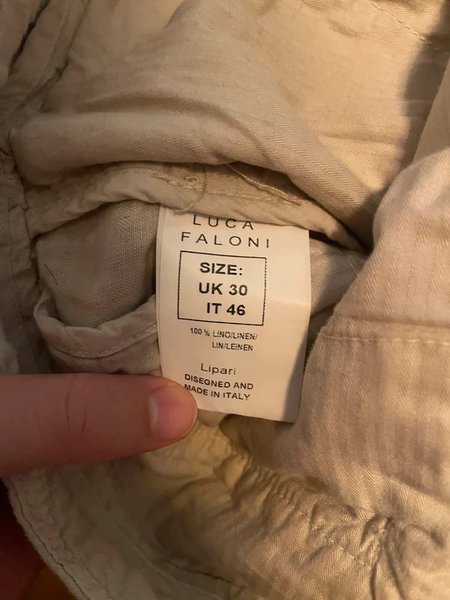 LUCA
FALONI
SIZE:
UK 30
IT 46
100 % LINO/LINEN/
LIN/LEINEN
Lipari
DISEGNED AND
MADE IN ITALY